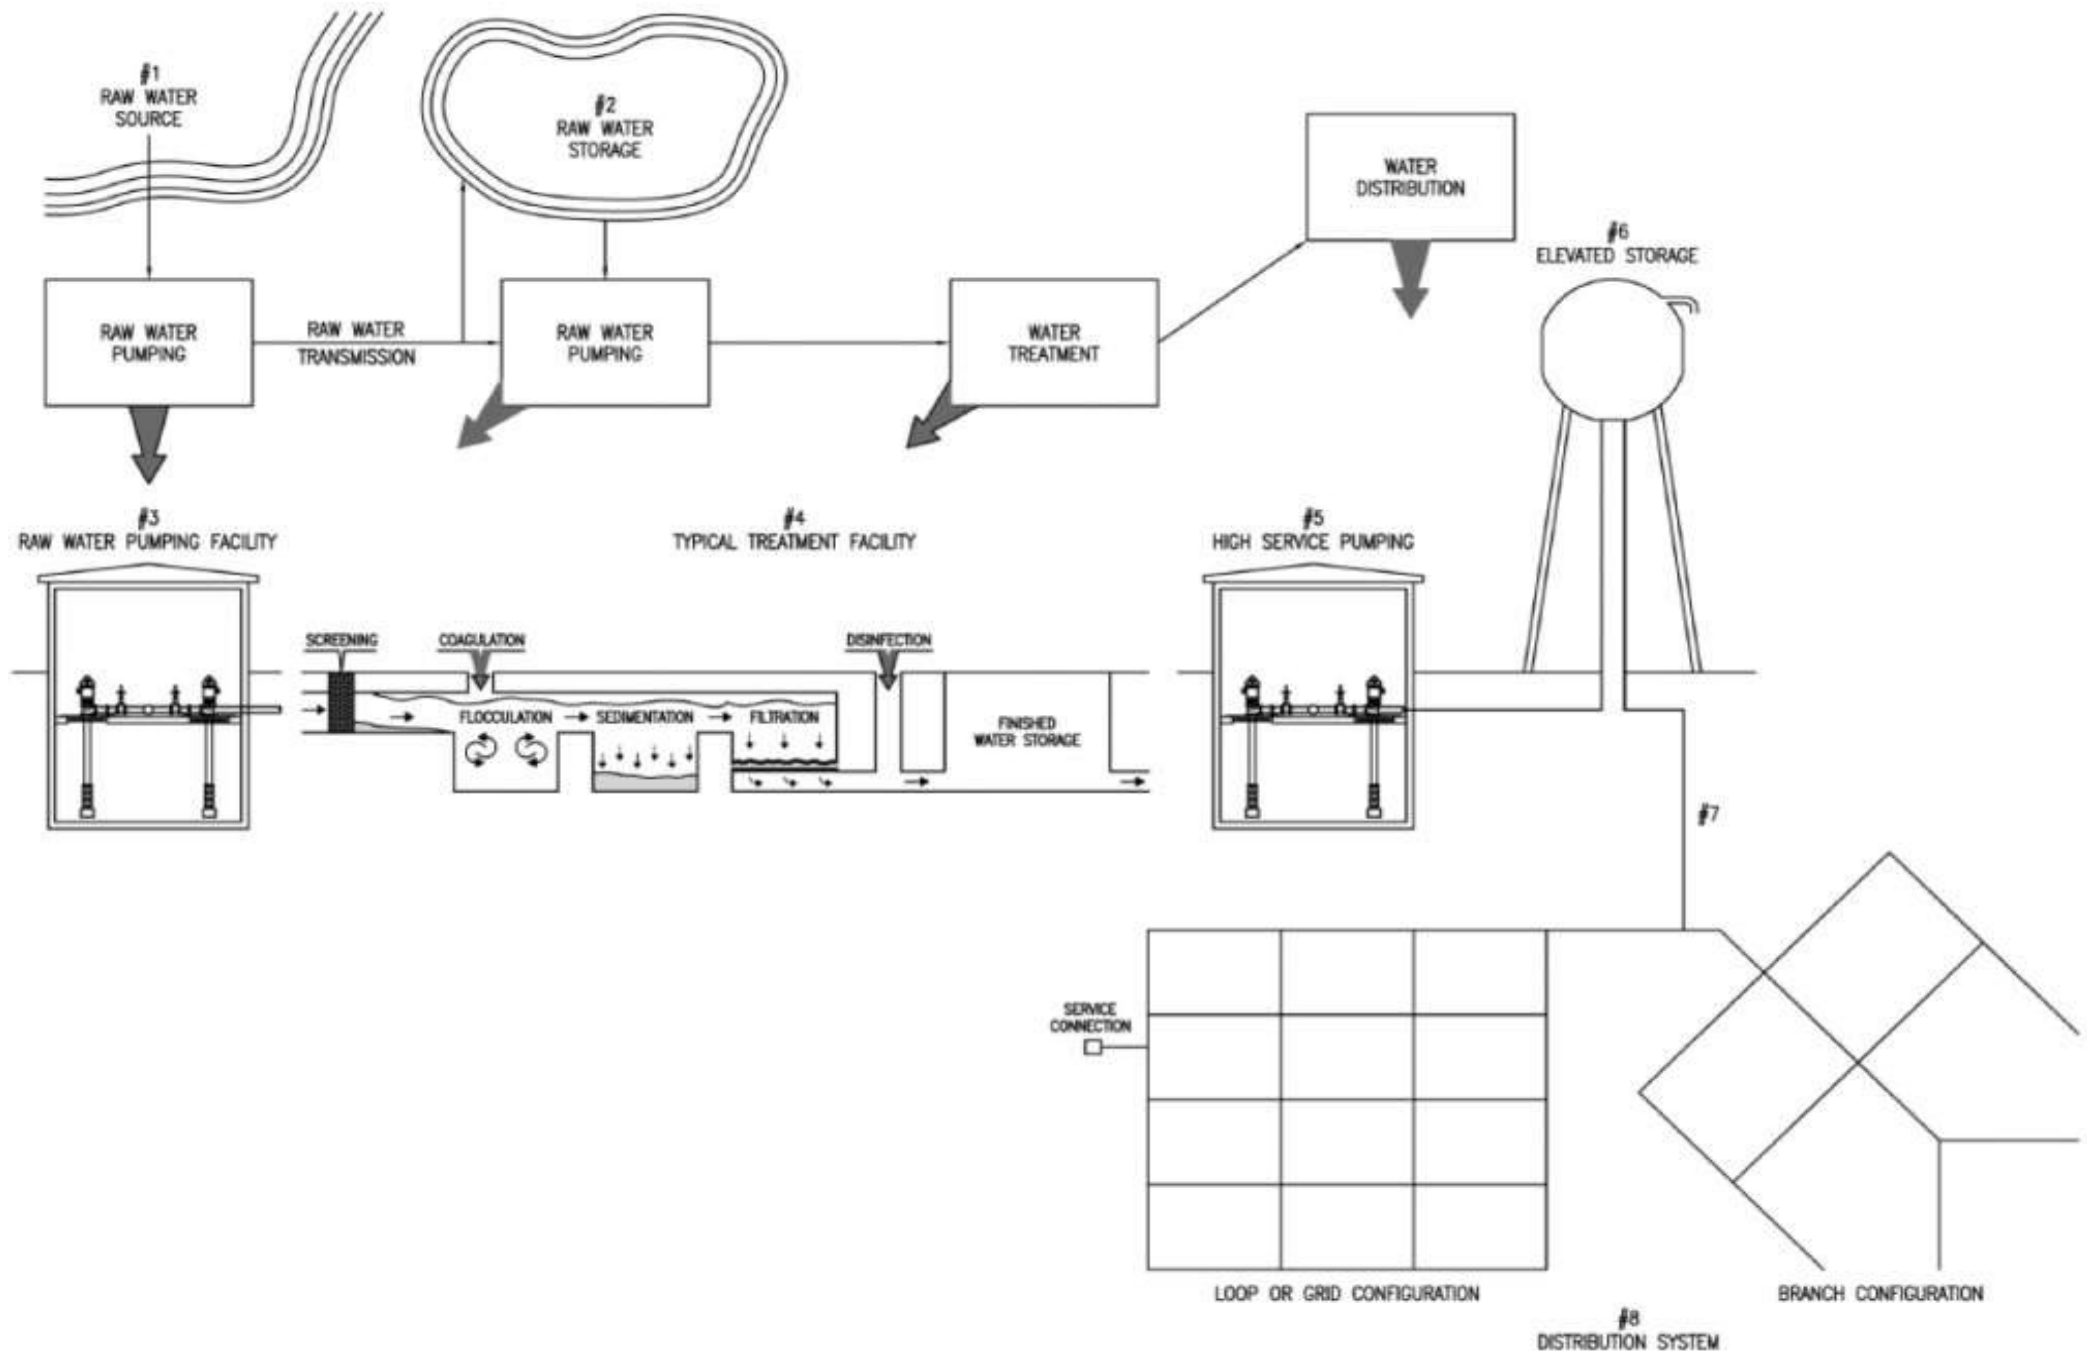 #1
RAW WATER
SOURCE
#2
RAW WATER
STORAGE
WATER
DISTRIBUTION
#6
ELEVATED STORAGE
RAW WATER
PUMPING
RAW WATER
TRANSMISSION
RAW WATER
PUMPING
WATER
TREATMENT
#3
RAW WATER PUMPING FACILITY
#4
TYPICAL TREATMENT FACILITY
#5
HIGH SERVICE PUMPING
SCREENING
COAGULATION
DISINFECTION
FLOCCULATION
SEDIMENTATION
FILTRATION
FINISHED
WATER STORAGE
#7
SERVICE
CONNECTION
LOOP OR GRID CONFIGURATION
BRANCH CONFIGURATION
#8
DISTRIBUTION SYSTEM